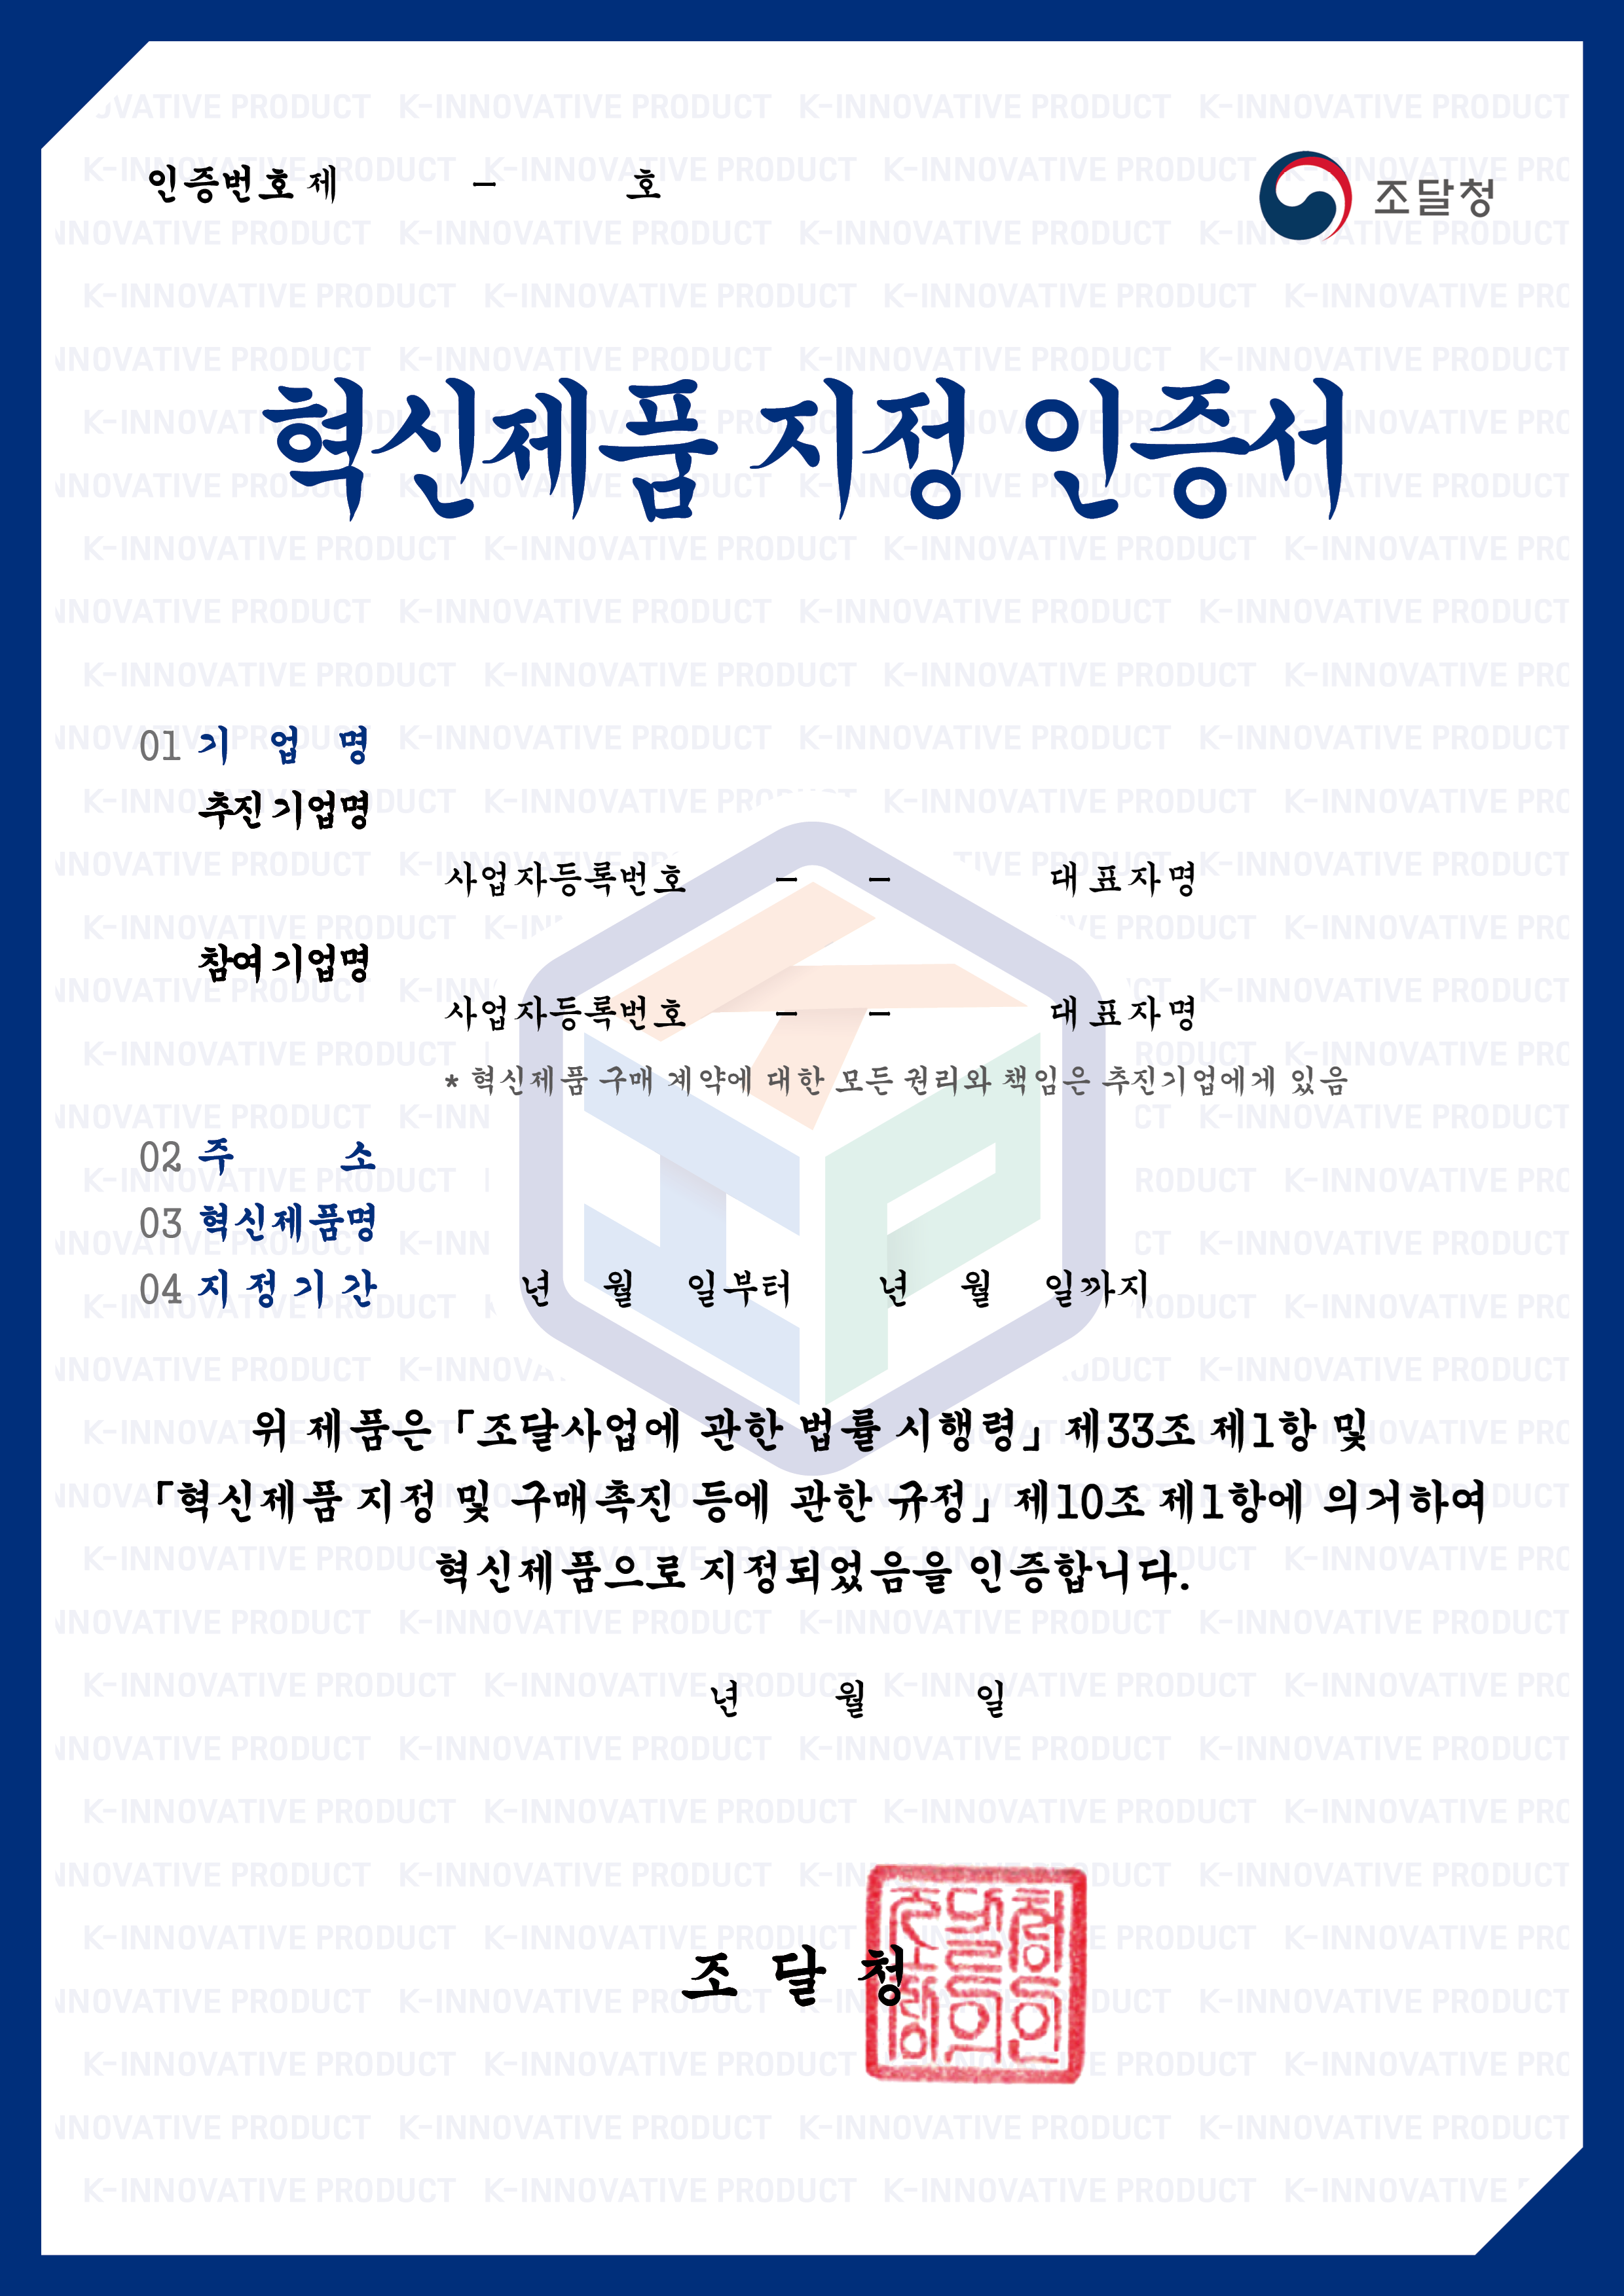 인증번호 제 - 호
조달청
혁신제품 지정 인증서
01 기 업 명
추진 기업명
사업자등록번호 - - 대표자명
참여 기업명
사업자등록번호 - - 대표자명
* 혁신제품 구매 계약에 대한 모든 권리와 책임은 추진기업에게 있음
02 주 소
03 혁신제품명
04 지정기간 년 월 일부터 년 월 일까지
위 제품은 「조달사업에 관한 법률 시행령」 제33조 제1항 및
「혁신제품 지정 및 구매촉진 등에 관한 규정」 제10조 제1항에 의거하여
혁신제품으로 지정되었음을 인증합니다.
년 월 일
조 달 청
K-INNOVATIVE PRODUCT